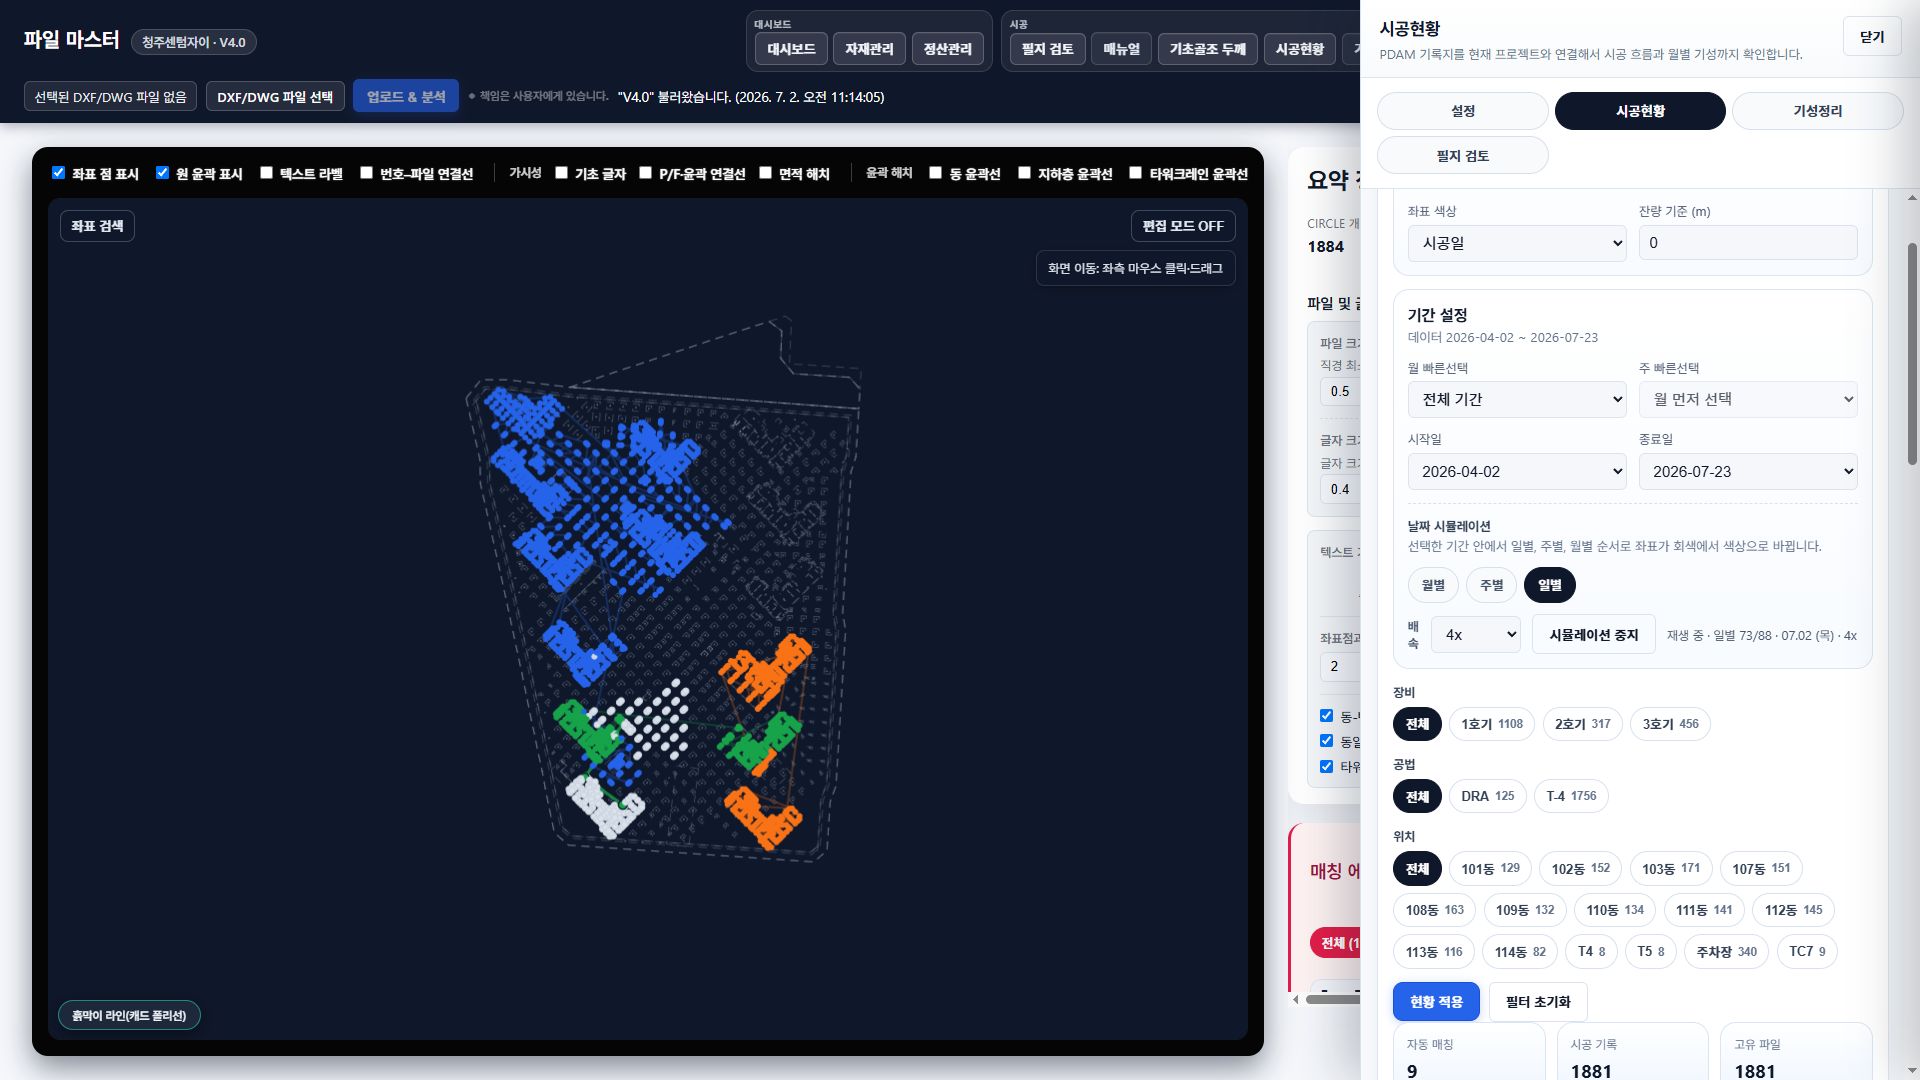 파일 마스터
청주센텀자이 · V4.0
대시보드
대시보드
자재관리
정산관리
시공
필지 검토
매뉴얼
기초골조 두께
시공현황
선택된 DXF/DWG 파일 없음
DXF/DWG 파일 선택
업로드 & 분석
책임은 사용자에게 있습니다.
"V4.0" 불러왔습니다. (2026. 7. 2. 오전 11:14:05)
좌표 점 표시
원 윤곽 표시
텍스트 라벨
번호–파일 연결선
가시성
기초 글자
P/F-윤곽 연결선
면적 해치
윤곽 해치
동 윤곽선
지하층 윤곽선
타워크레인 윤곽선
좌표 검색
편집 모드 OFF
화면 이동: 좌측 마우스 클릭·드래그
흙막이 라인(캐드 폴리선)
요약
CIRCLE 개
1884
파일 및
파일 크
직경 최
0.5
글자 크
글자 크
0.4
텍스트
좌표점
2
동-
동일
타워
매칭
전체 (1
시공현황
PDAM 기록지를 현재 프로젝트와 연결해서 시공 흐름과 월별 기성까지 확인합니다.
닫기
설정
시공현황
기성정리
필지 검토
좌표 색상
잔량 기준 (m)
시공일
0
기간 설정
데이터 2026-04-02 ~ 2026-07-23
월 빠른선택
주 빠른선택
전체 기간
월 먼저 선택
시작일
종료일
2026-04-02
2026-07-23
날짜 시뮬레이션
선택한 기간 안에서 일별, 주별, 월별 순서로 좌표가 회색에서 색상으로 바뀝니다.
월별
주별
일별
배속
4x
시뮬레이션 중지
재생 중 · 일별 73/88 · 07.02 (목) · 4x
장비
전체
1호기 1108
2호기 317
3호기 456
공법
전체
DRA 125
T-4 1756
위치
전체
101동 129
102동 152
103동 171
107동 151
108동 163
109동 132
110동 134
111동 141
112동 145
113동 116
114동 82
T4 8
T5 8
주차장 340
TC7 9
현황 적용
필터 초기화
자동 매칭
9
시공 기록
1881
고유 파일
1881